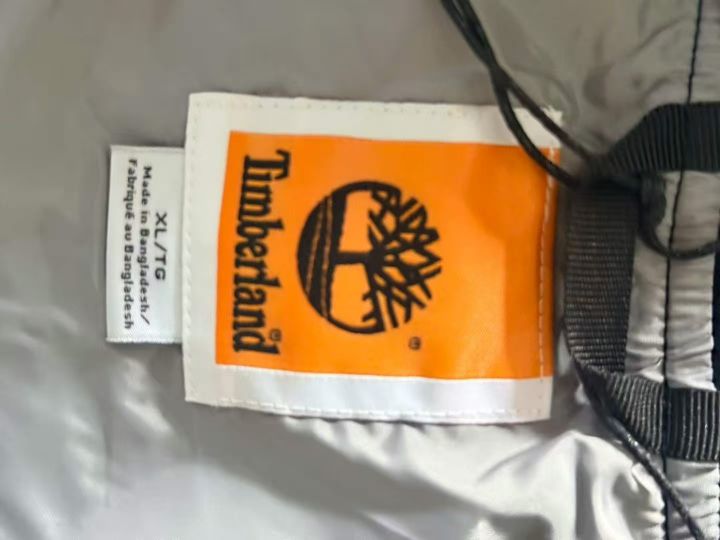 Timberland®
®
XL/TG
Made in Bangladesh/
Fabriqué au Bangladesh